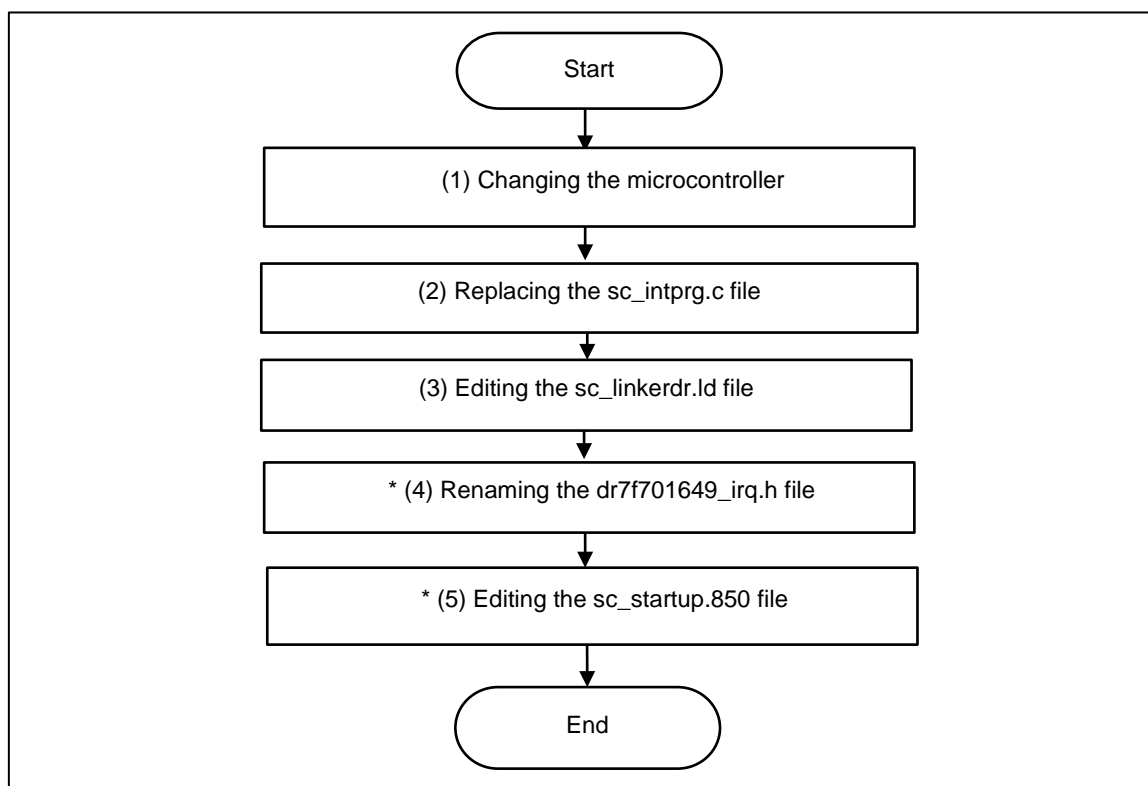 Start
(1) Changing the microcontroller
(2) Replacing the sc_intprg.c file
(3) Editing the sc_linkerdr.ld file
* (4) Renaming the dr7f701649_irq.h file
* (5) Editing the sc_startup.850 file
End